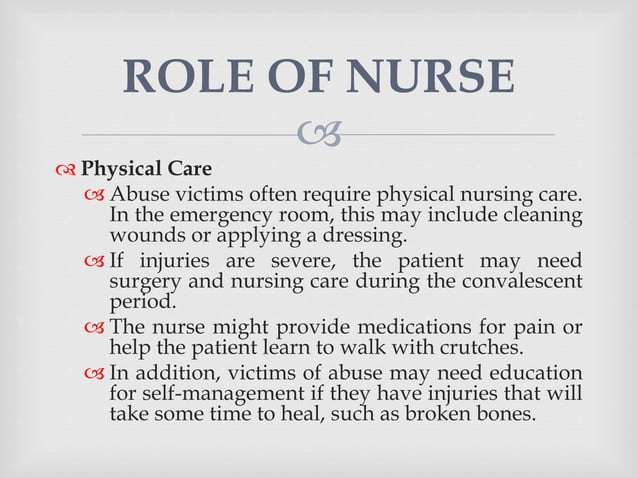 ROLE OF NURSE
Physical Care
Abuse victims often require physical nursing care.
In the emergency room, this may include cleaning
wounds or applying a dressing.
If injuries are severe, the patient may need
surgery and nursing care during the convalescent
period.
The nurse might provide medications for pain or
help the patient learn to walk with crutches.
In addition, victims of abuse may need education
for self-management if they have injuries that will
take some time to heal, such as broken bones.